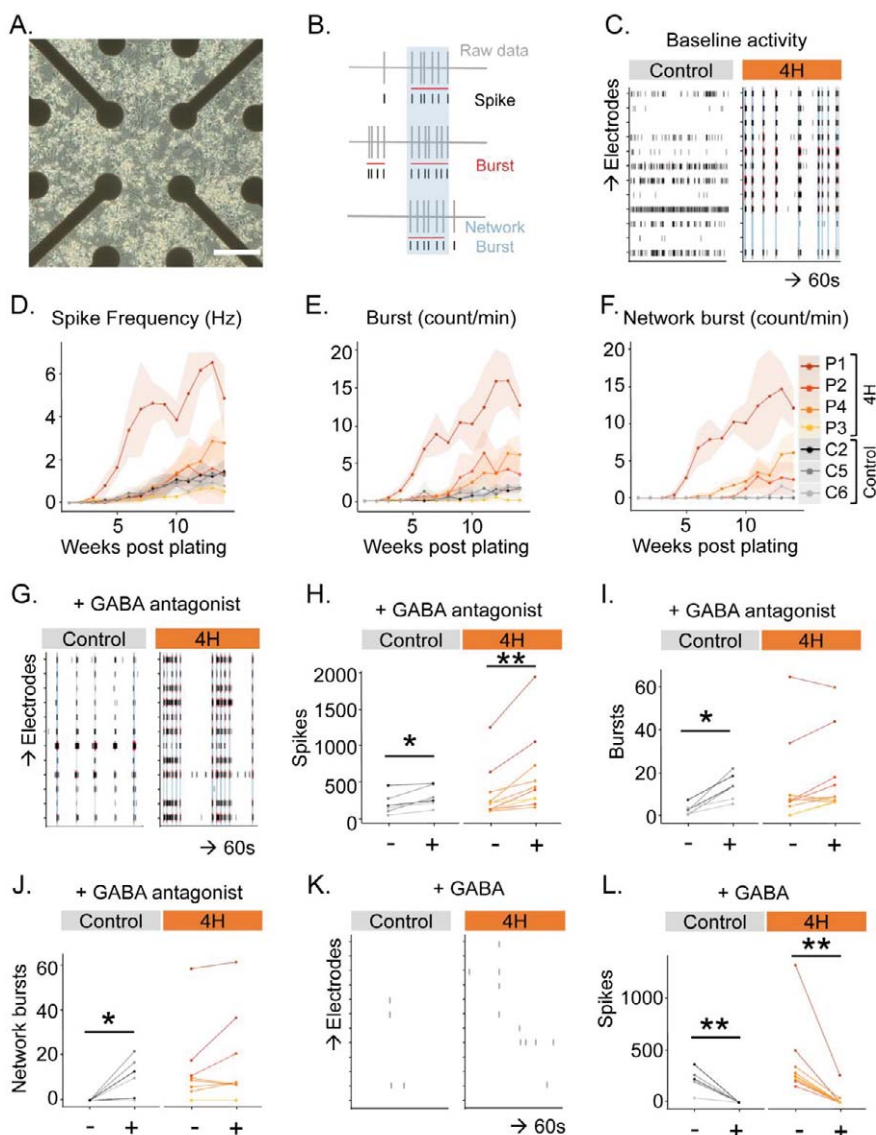 A.
B.
Raw data
Spike
Burst
Network
Burst
C.
Baseline activity
Control
4H
→ Electrodes
→ 60s
D.
Spike Frequency (Hz)
6
4
2
0
5
10
Weeks post plating
E.
Burst (count/min)
20
15
10
5
0
5
10
Weeks post plating
F.
Network burst (count/min)
20
15
10
5
0
5
10
Weeks post plating
P1
P2
P4
P3
4H
C2
C5
C6
Control
G.
+ GABA antagonist
Control
4H
→ Electrodes
→ 60s
H.
+ GABA antagonist
Control
4H
Spikes
2000
1500
1000
500
0
*
**
- +
- +
I.
+ GABA antagonist
Control
4H
Bursts
60
40
20
0
*
- +
- +
J.
+ GABA antagonist
Control
4H
Network bursts
60
40
20
0
*
- +
- +
K.
+ GABA
Control
4H
→ Electrodes
→ 60s
L.
+ GABA
Control
4H
Spikes
1000
500
0
**
**
- +
- +